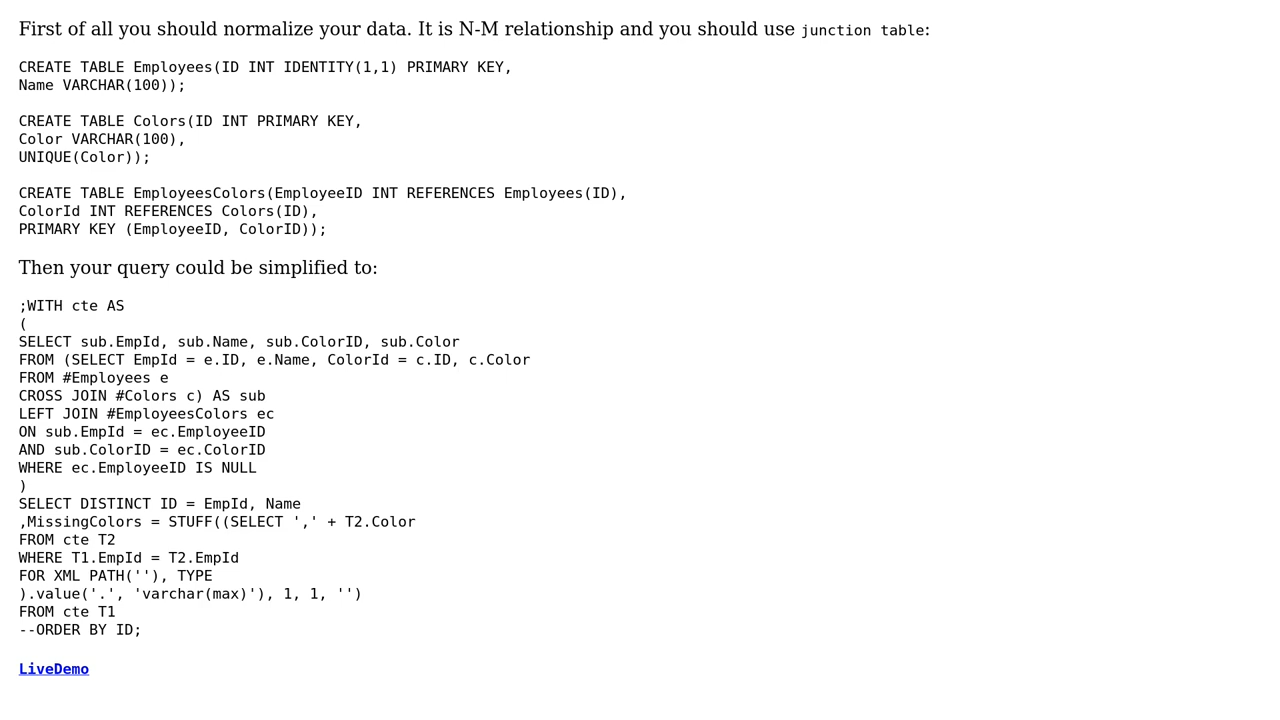 First of all you should normalize your data. It is N-M relationship and you should use junction table:
CREATE TABLE Employees(ID INT IDENTITY(1,1) PRIMARY KEY,
Name VARCHAR(100));
CREATE TABLE Colors(ID INT PRIMARY KEY,
Color VARCHAR(100),
UNIQUE(Color));
CREATE TABLE EmployeesColors(EmployeeID INT REFERENCES Employees(ID),
ColorId INT REFERENCES Colors(ID),
PRIMARY KEY (EmployeeID, ColorID));
Then your query could be simplified to:
;WITH cte AS
(
SELECT sub.EmpId, sub.Name, sub.ColorID, sub.Color
FROM (SELECT EmpId = e.ID, e.Name, ColorId = c.ID, c.Color
FROM #Employees e
CROSS JOIN #Colors c) AS sub
LEFT JOIN #EmployeesColors ec
ON sub.EmpId = ec.EmployeeID
AND sub.ColorID = ec.ColorID
WHERE ec.EmployeeID IS NULL
)
SELECT DISTINCT ID = EmpId, Name
,MissingColors = STUFF((SELECT ',' + T2.Color
FROM cte T2
WHERE T1.EmpId = T2.EmpId
FOR XML PATH(''), TYPE
).value('.', 'varchar(max)'), 1, 1, '')
FROM cte T1
--ORDER BY ID;
LiveDemo